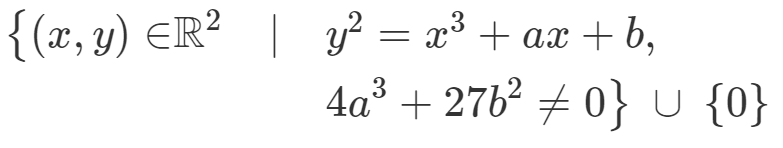 {(x, y) ∈ℝ² | y² = x³ + ax + b,
4a³ + 27b² ≠ 0} ∪ {0}